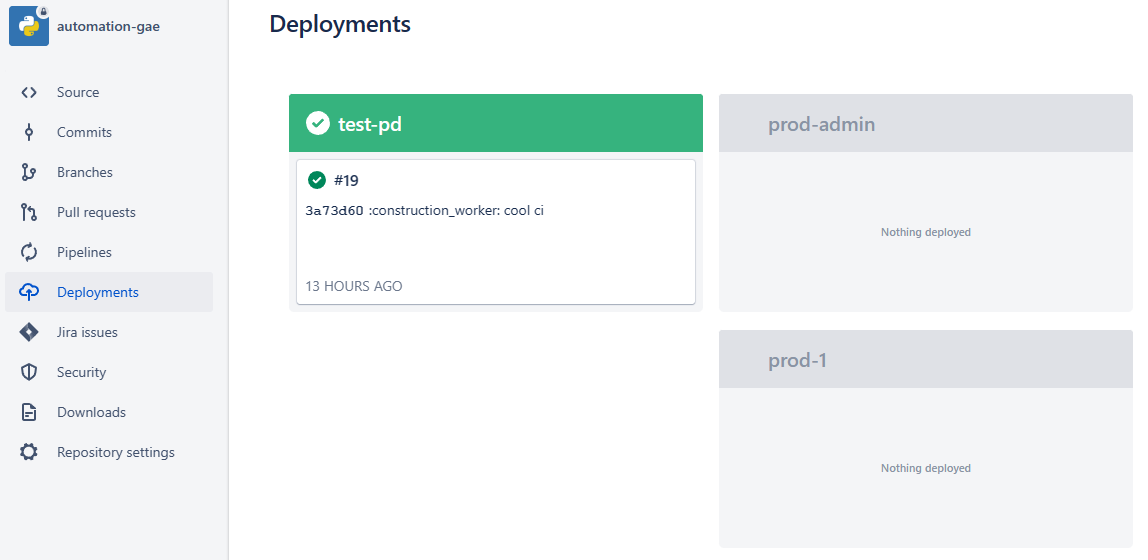 automation-gae
Source
Commits
Branches
Pull requests
Pipelines
Deployments
Jira issues
Security
Downloads
Repository settings
Deployments
test-pd
#19
3a73d60 :construction_worker: cool ci
13 HOURS AGO
prod-admin
Nothing deployed
prod-1
Nothing deployed